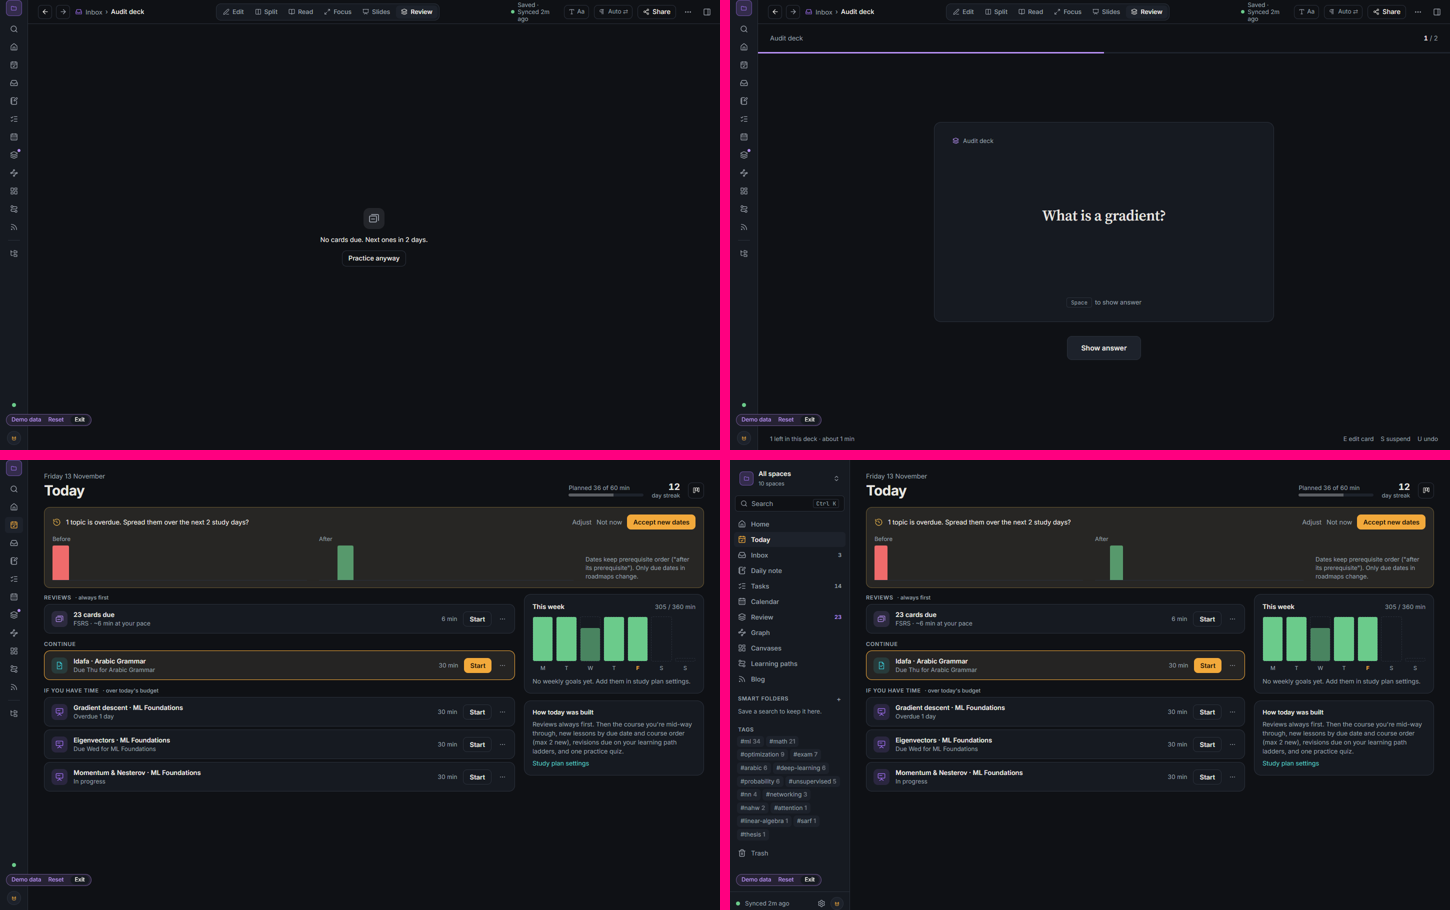 Inbox › Audit deck
Edit Split Read Focus Slides Review
Saved · Synced 2m ago
Aa Auto Share
No cards due. Next ones in 2 days.
Practice anyway
Demo data Reset Exit
Inbox › Audit deck
Edit Split Read Focus Slides Review
Saved · Synced 2m ago
Aa Auto Share
Audit deck
1 / 2
Audit deck
What is a gradient?
Space to show answer
Show answer
Demo data Reset Exit
1 left in this deck · about 1 min
E edit card S suspend U undo
Friday 13 November
Today
Planned 36 of 60 min
12
day streak
1 topic is overdue. Spread them over the next 2 study days?
Adjust Not now Accept new dates
Before
After
Dates keep prerequisite order ("after
its prerequisite"). Only due dates in
roadmaps change.
REVIEWS · always first
23 cards due
FSRS · ~6 min at your pace
6 min Start
CONTINUE
Idafa · Arabic Grammar
Due Thu for Arabic Grammar
30 min Start
IF YOU HAVE TIME · over today's budget
Gradient descent · ML Foundations
Overdue 1 day
30 min Start
Eigenvectors · ML Foundations
Due Wed for ML Foundations
30 min Start
Momentum & Nesterov · ML Foundations
In progress
30 min Start
This week
305 / 360 min
M T W T F S S
No weekly goals yet. Add them in study plan settings.
How today was built
Reviews always first. Then the course you're mid-way
through, new lessons by due date and course order
(max 2 new), revisions due on your learning path
ladders, and one practice quiz.
Study plan settings
Demo data Reset Exit
All spaces
10 spaces
Search Ctrl K
Home
Today
Inbox 3
Daily note
Tasks 14
Calendar
Review 23
Graph
Canvases
Learning paths
Blog
SMART FOLDERS +
Save a search to keep it here.
TAGS
#ml 34 #math 21
#optimization 9 #exam 7
#arabic 6 #deep-learning 6
#probability 6 #unsupervised 5
#nn 4 #networking 3
#nahw 2 #attention 1
#linear-algebra 1 #sarf 1
#thesis 1
Trash
Demo data Reset Exit
Synced 2m ago
Friday 13 November
Today
Planned 36 of 60 min
12
day streak
1 topic is overdue. Spread them over the next 2 study days?
Adjust Not now Accept new dates
Before
After
Dates keep prerequisite order ("after
its prerequisite"). Only due dates in
roadmaps change.
REVIEWS · always first
23 cards due
FSRS · ~6 min at your pace
6 min Start
CONTINUE
Idafa · Arabic Grammar
Due Thu for Arabic Grammar
30 min Start
IF YOU HAVE TIME · over today's budget
Gradient descent · ML Foundations
Overdue 1 day
30 min Start
Eigenvectors · ML Foundations
Due Wed for ML Foundations
30 min Start
Momentum & Nesterov · ML Foundations
In progress
30 min Start
This week
305 / 360 min
M T W T F S S
No weekly goals yet. Add them in study plan settings.
How today was built
Reviews always first. Then the course you're mid-way
through, new lessons by due date and course order
(max 2 new), revisions due on your learning path
ladders, and one practice quiz.
Study plan settings